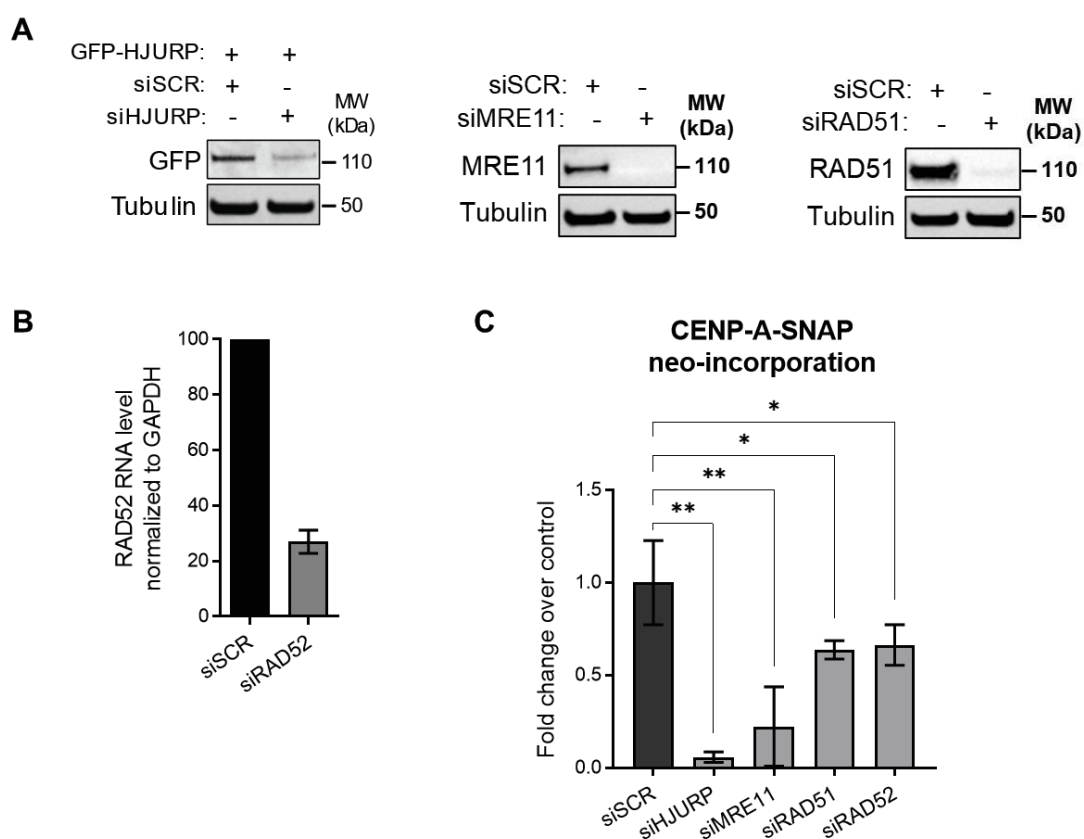 A
GFP-HJURP: + +
siSCR: + -
siHJURP: - +
MW
(kDa)
GFP
110
Tubulin
50
siSCR: + -
siMRE11: - +
MW
(kDa)
MRE11
110
Tubulin
50
siSCR: + -
siRAD51: - +
MW
(kDa)
RAD51
110
Tubulin
50
B
RAD52 RNA level
normalized to GAPDH
100
80
60
40
20
0
siSCR
siRAD52
C
CENP-A-SNAP
neo-incorporation
*
*
**
**
Fold change over control
1.5
1.0
0.5
0.0
siSCR
siHJURP
siMRE11
siRAD51
siRAD52